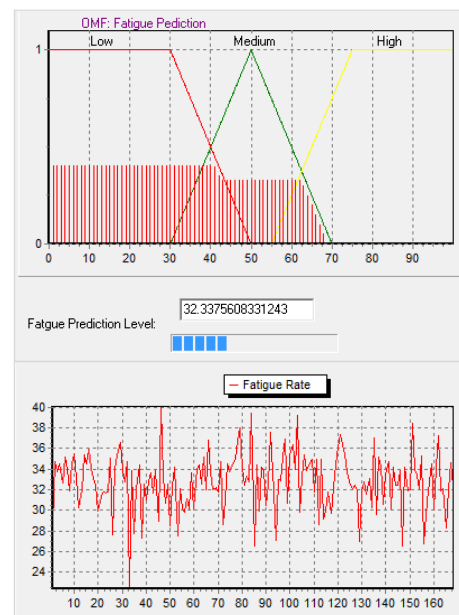 OMF: Fatigue Pediction
Low Medium High
1
0
0 10 20 30 40 50 60 70 80 90
32.3375608331243
Fatgue Prediction Level:
Fatigue Rate
40
38
36
34
32
30
28
26
24
10 20 30 40 50 60 70 80 90 100 110 120 130 140 150 160